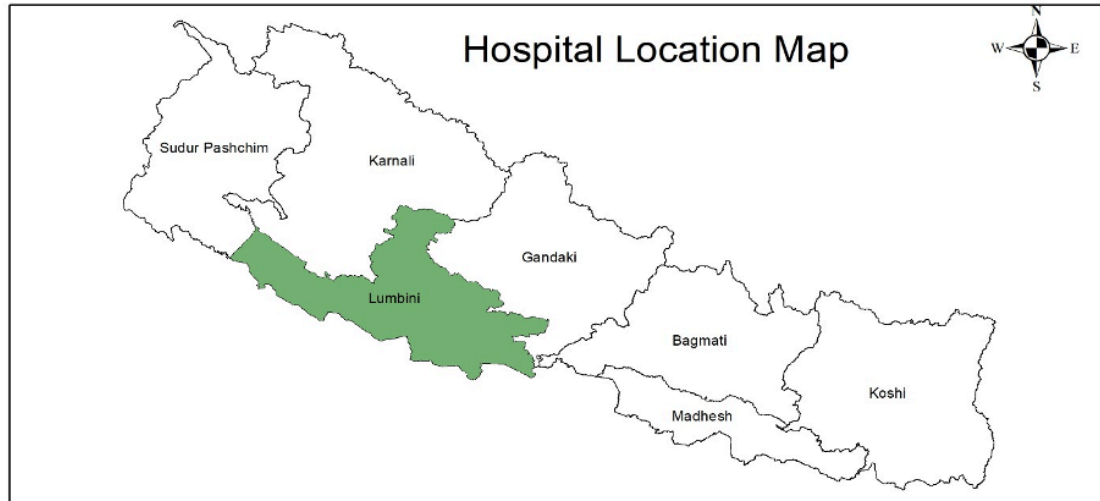 Hospital Location Map
N
W E
S
Sudur Pashchim
Karnali
Gandaki
Lumbini
Bagmati
Koshi
Madhesh